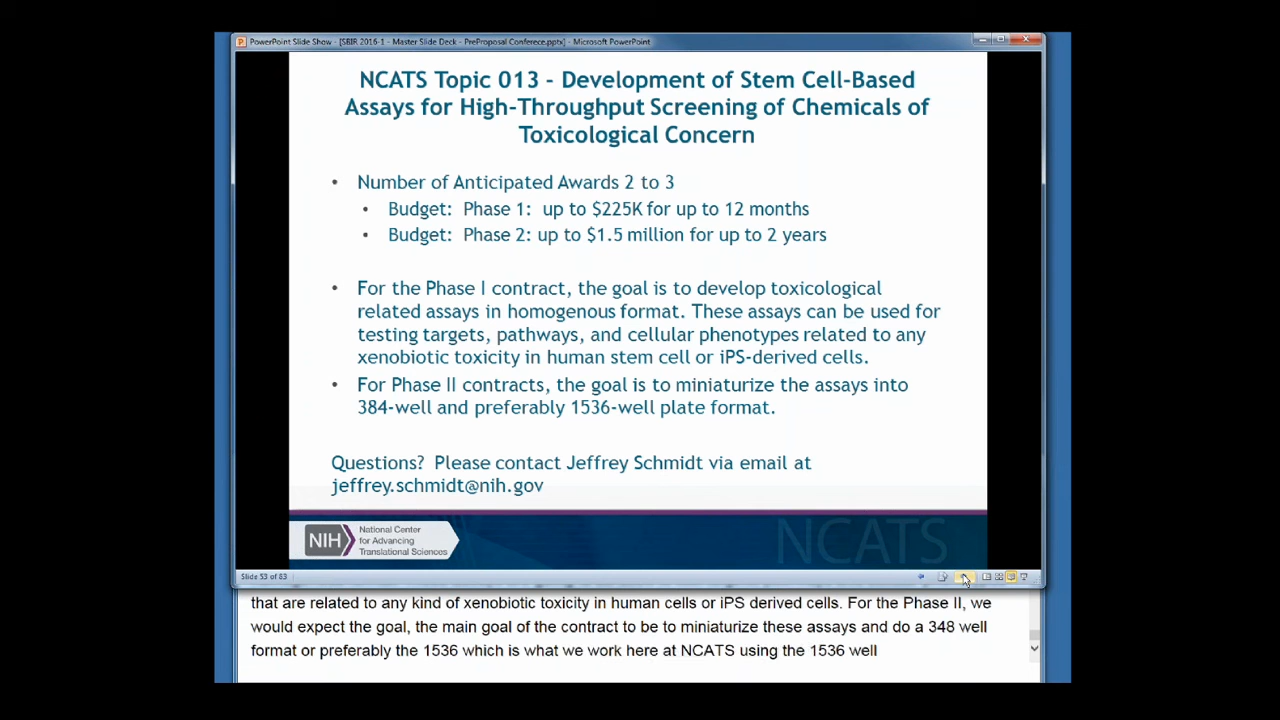 PowerPoint Slide Show - [SBIR 2016-1 - Master Slide Deck - PreProposal Conferece.pptx] - Microsoft PowerPoint
NCATS Topic 013 - Development of Stem Cell-Based
Assays for High-Throughput Screening of Chemicals of
Toxicological Concern
• Number of Anticipated Awards 2 to 3
• Budget: Phase 1: up to $225K for up to 12 months
• Budget: Phase 2: up to $1.5 million for up to 2 years
• For the Phase I contract, the goal is to develop toxicological
related assays in homogenous format. These assays can be used for
testing targets, pathways, and cellular phenotypes related to any
xenobiotic toxicity in human stem cell or iPS-derived cells.
• For Phase II contracts, the goal is to miniaturize the assays into
384-well and preferably 1536-well plate format.
Questions? Please contact Jeffrey Schmidt via email at
jeffrey.schmidt@nih.gov
NIH
National Center
for Advancing
Translational Sciences
NCATS
Slide 53 of 83
that are related to any kind of xenobiotic toxicity in human cells or iPS derived cells. For the Phase II, we
would expect the goal, the main goal of the contract to be to miniaturize these assays and do a 348 well
format or preferably the 1536 which is what we work here at NCATS using the 1536 well